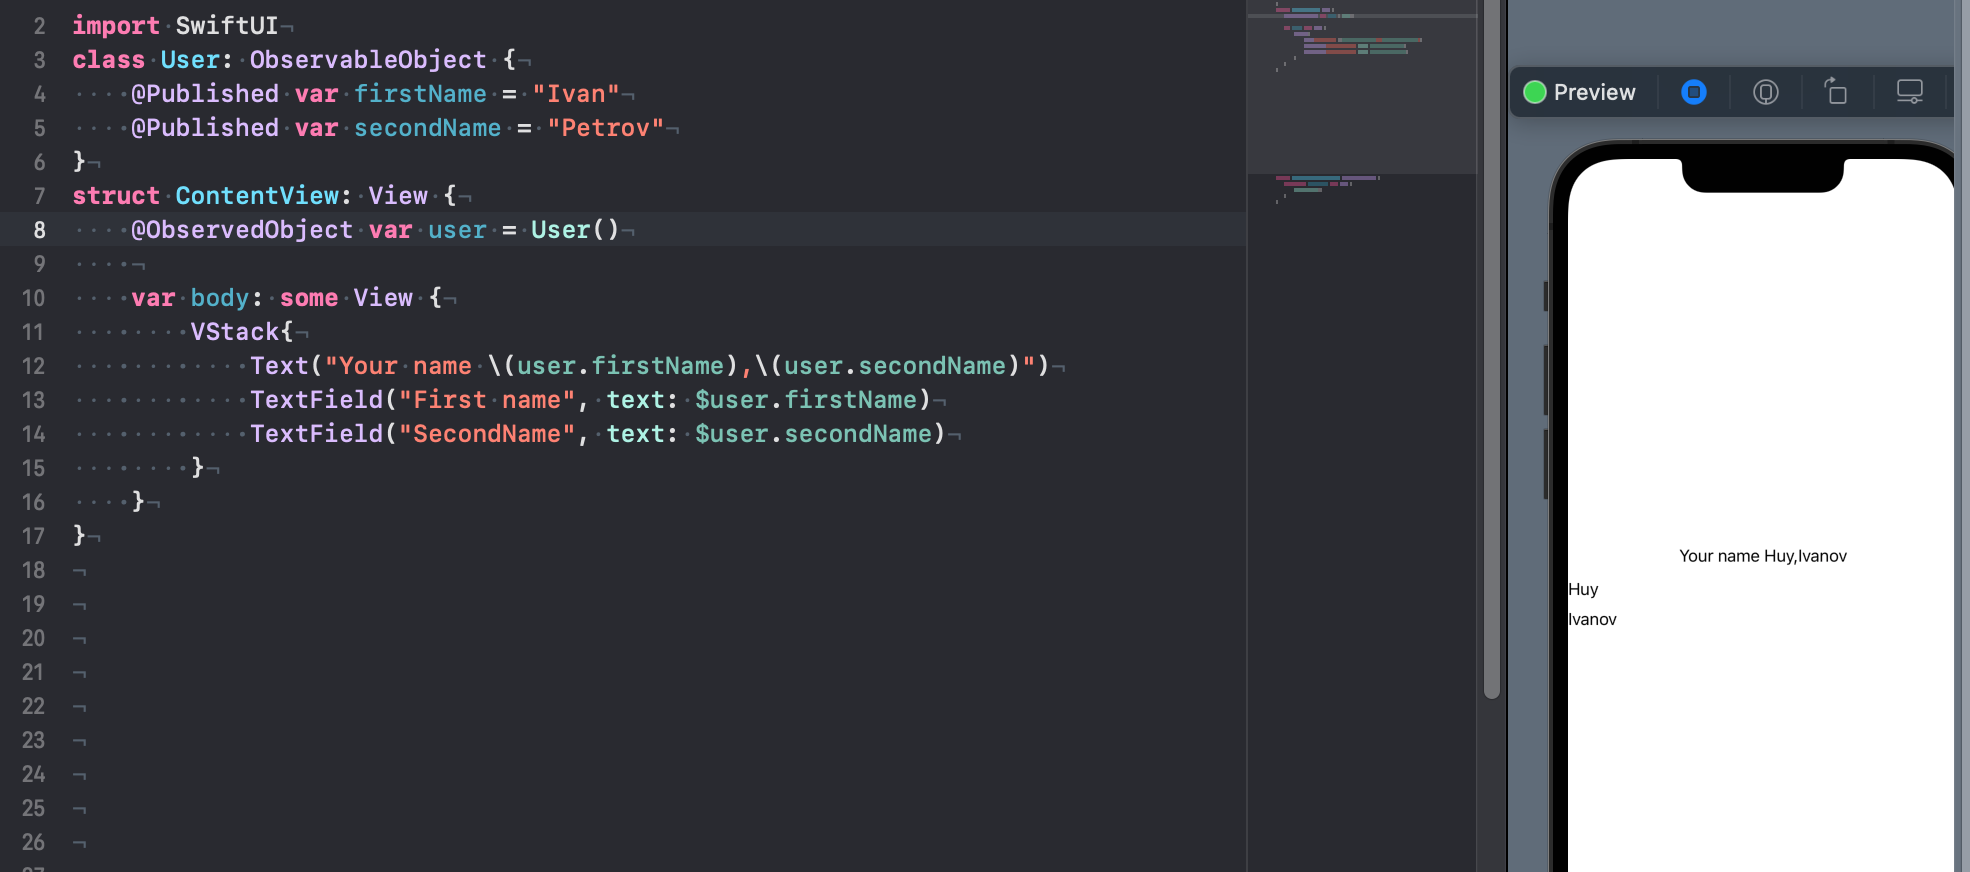 2 import SwiftUI
3 class User: ObservableObject {
4 @Published var firstName = "Ivan"
5 @Published var secondName = "Petrov"
6 }
7 struct ContentView: View {
8 @ObservedObject var user = User()
9
10 var body: some View {
11 VStack{
12 Text("Your name \(user.firstName),\(user.secondName)")
13 TextField("First name", text: $user.firstName)
14 TextField("SecondName", text: $user.secondName)
15 }
16 }
17 }
18
19
20
21
22
23
24
25
26
Preview
Your name Huy,Ivanov
Huy
Ivanov